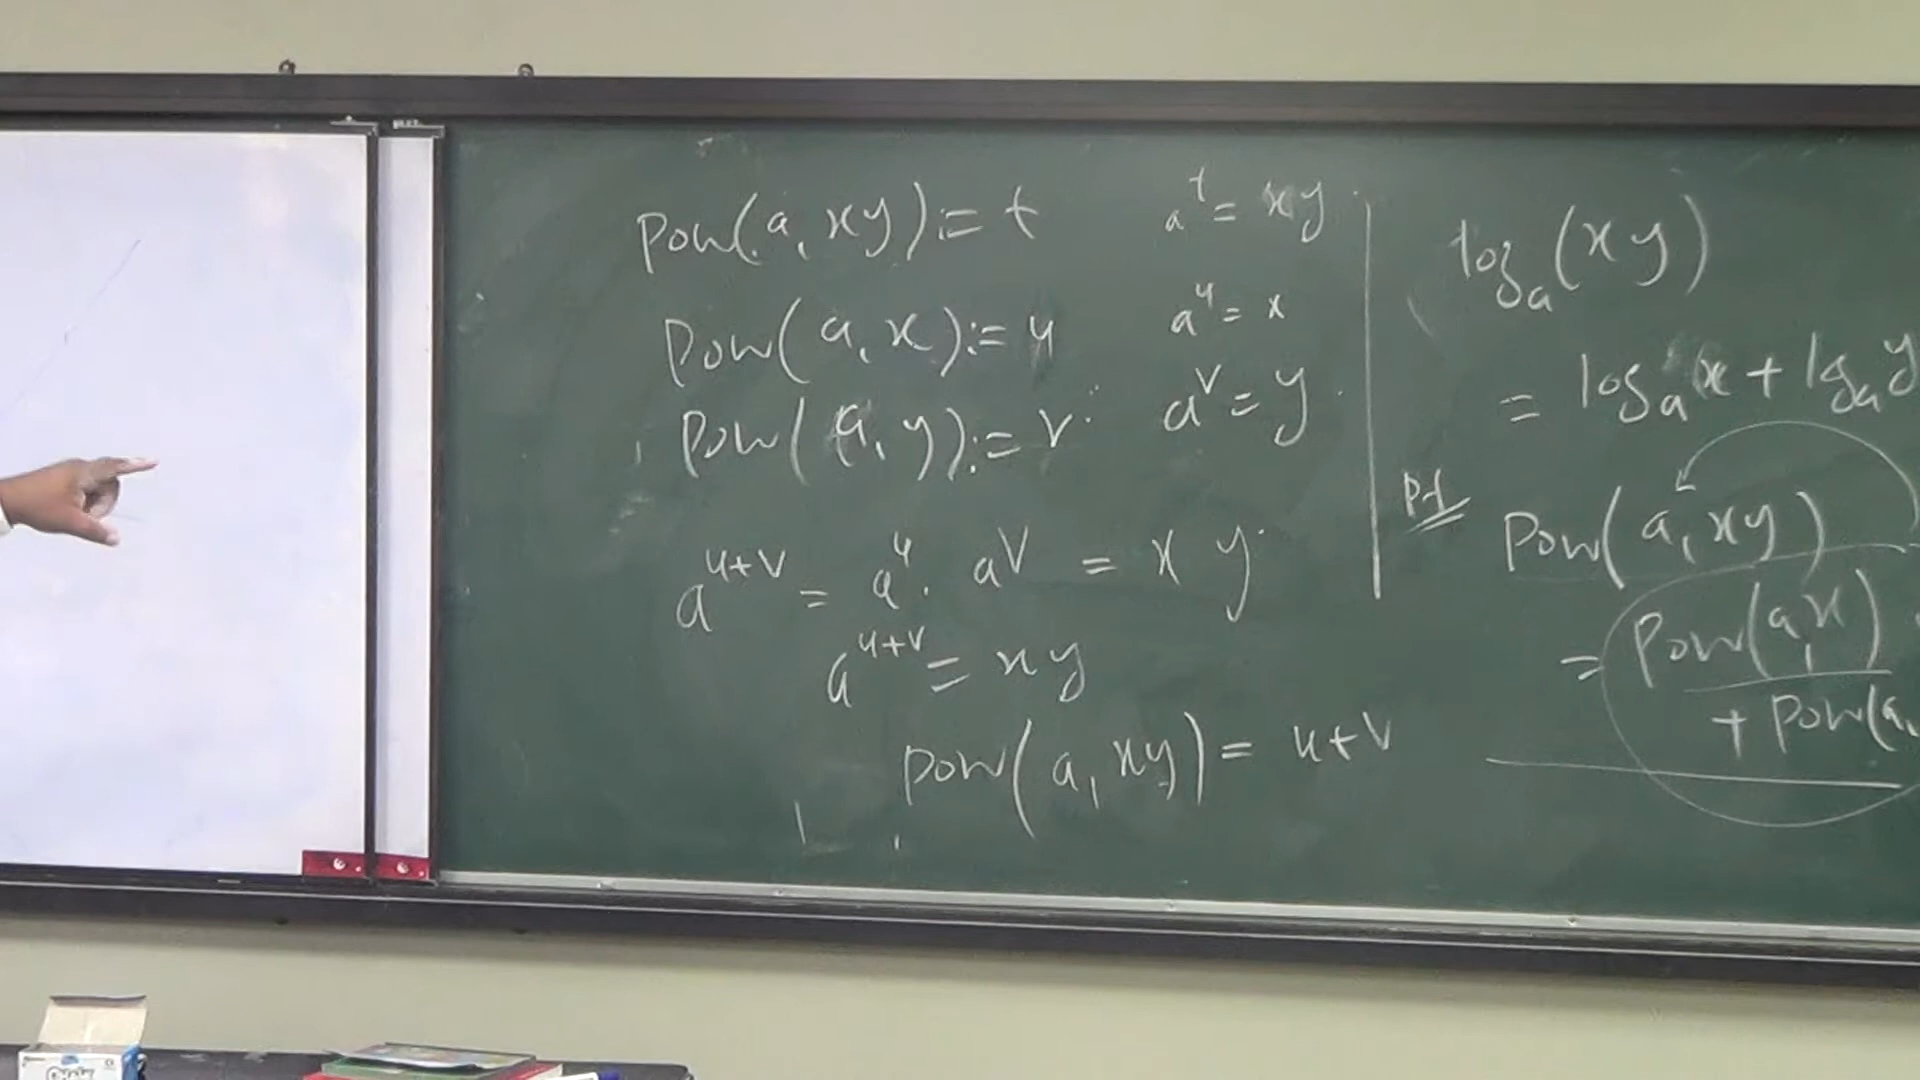 Pow(a, xy) := t    a^t = xy
Pow(a, x) := u    a^u = x
Pow(a, y) := v    a^v = y
a^{u+v} = a^u . a^v = x y
a^{u+v} = xy
Pow(a, xy) = u+v
log_a(xy)
= log_a x + log_a y
Pf Pow(a, xy)
= Pow(a, x)
+ Pow(a,